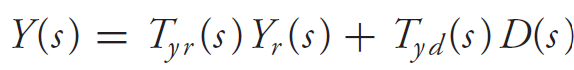 Y(s) = T_{yr}(s) Y_r(s) + T_{yd}(s) D(s)